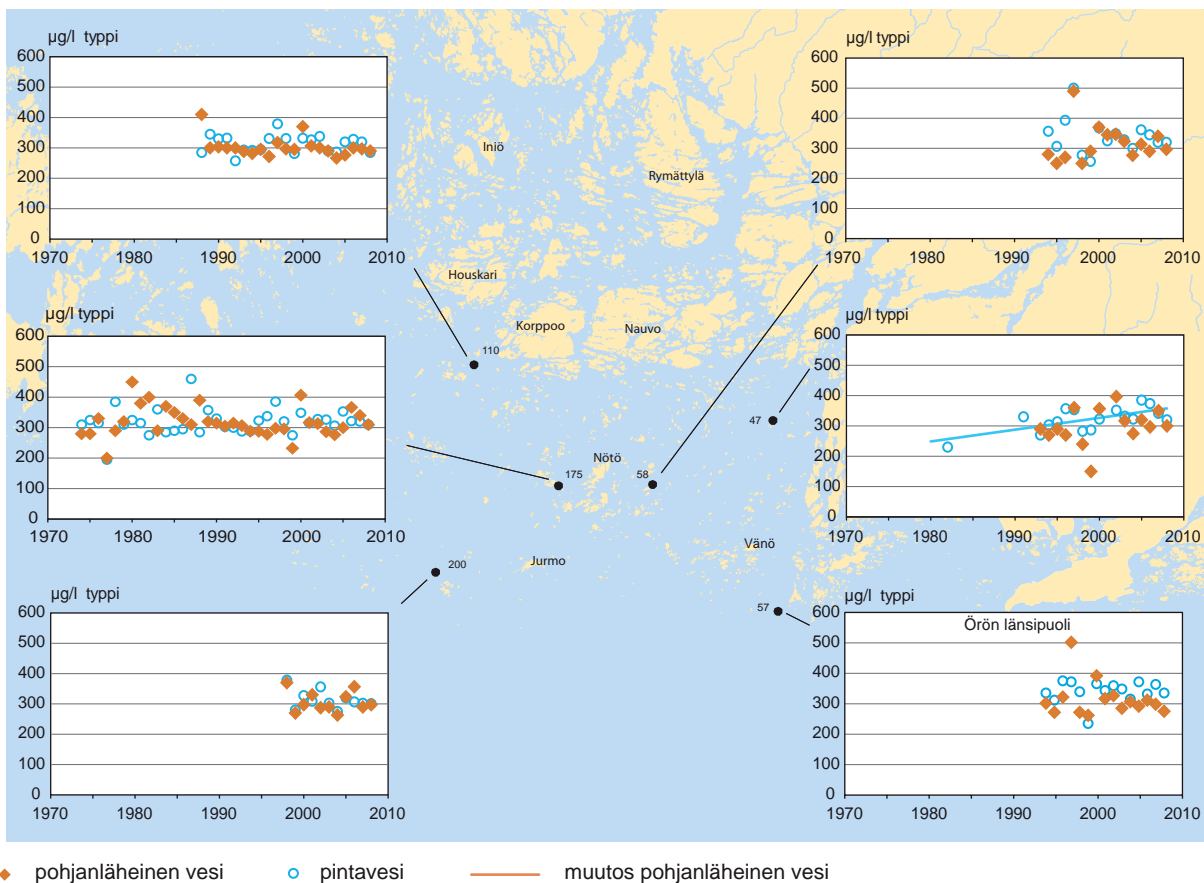 µg/l typpi
600
500
400
300
200
100
0
1970 1980 1990 2000 2010
µg/l typpi
600
500
400
300
200
100
0
1970 1980 1990 2000 2010
Iniö
Rymättylä
Houskari
Korppoo
Nauvo
110
µg/l typpi
600
500
400
300
200
100
0
1970 1980 1990 2000 2010
µg/l typpi
600
500
400
300
200
100
0
1970 1980 1990 2000 2010
47
Nötö
175
58
Vänö
Jurmo
200
57
µg/l typpi
600
500
400
300
200
100
0
1970 1980 1990 2000 2010
µg/l typpi
Örön länsipuoli
600
500
400
300
200
100
0
1970 1980 1990 2000 2010
pohjanläheinen vesi pintavesi muutos pohjanläheinen vesi